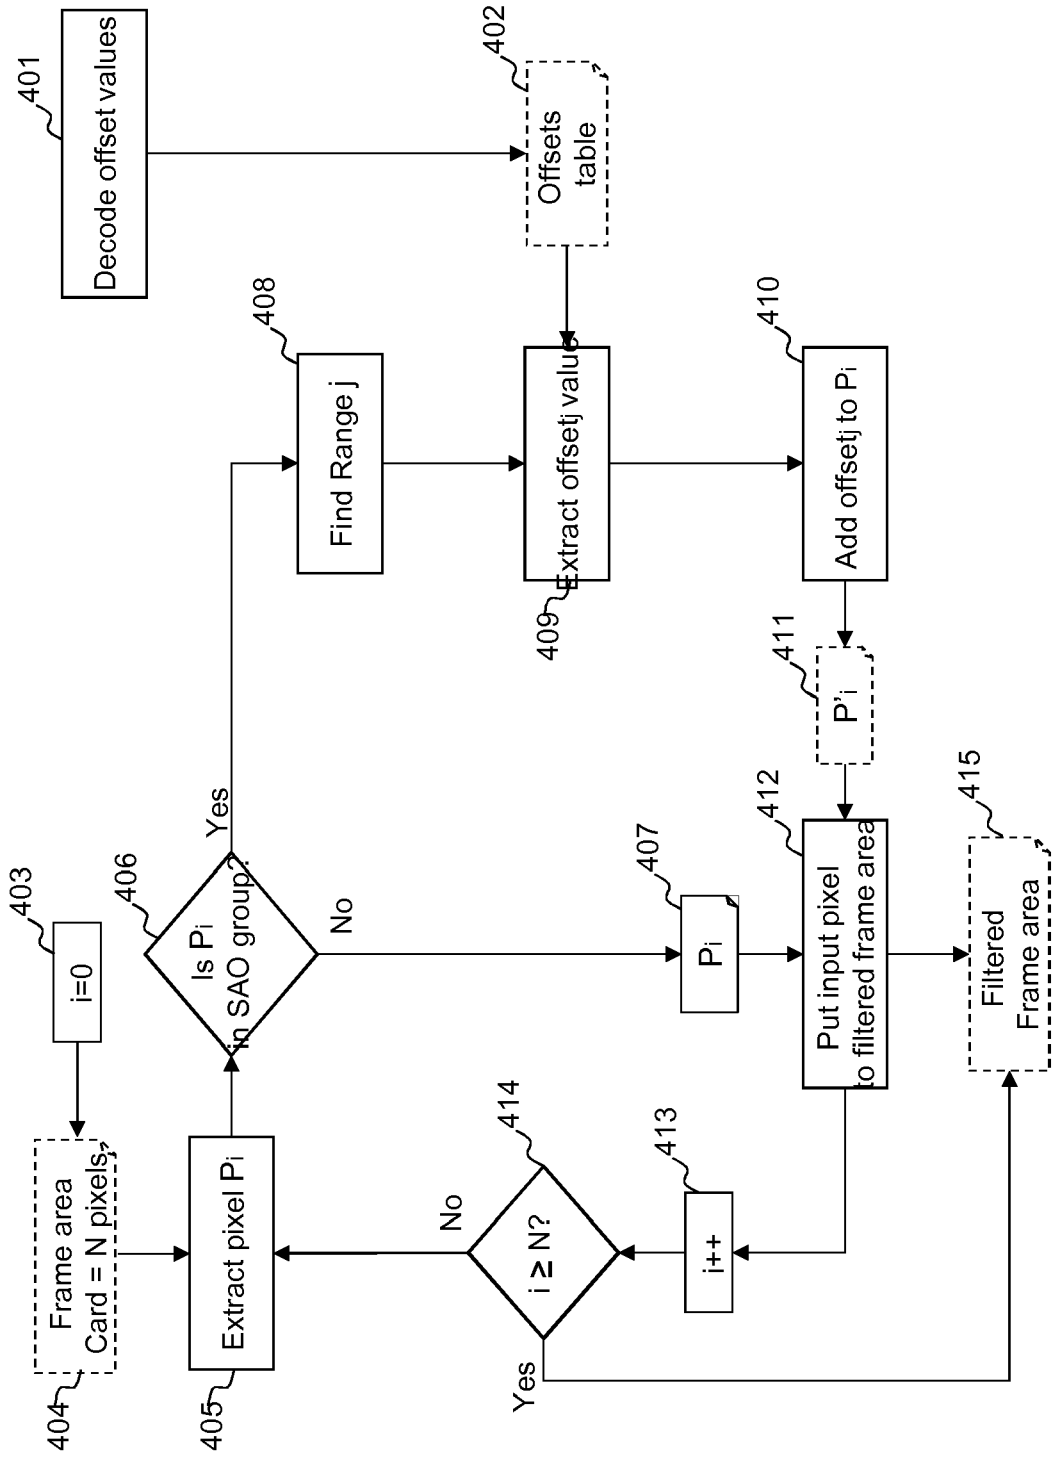 401
Decode offset values
402
Offsets
table
403
i=0
404
Frame area
Card = N pixels
405
Extract pixel Pi
406
Is Pi
in SAO group?
Yes
No
407
Pi
408
Find Range j
409
Extract offsetj value
410
Add offsetj to Pi
411
P'i
412
Put input pixel
to filtered frame area
413
i++
414
i ≥ N?
No
Yes
415
Filtered
Frame area